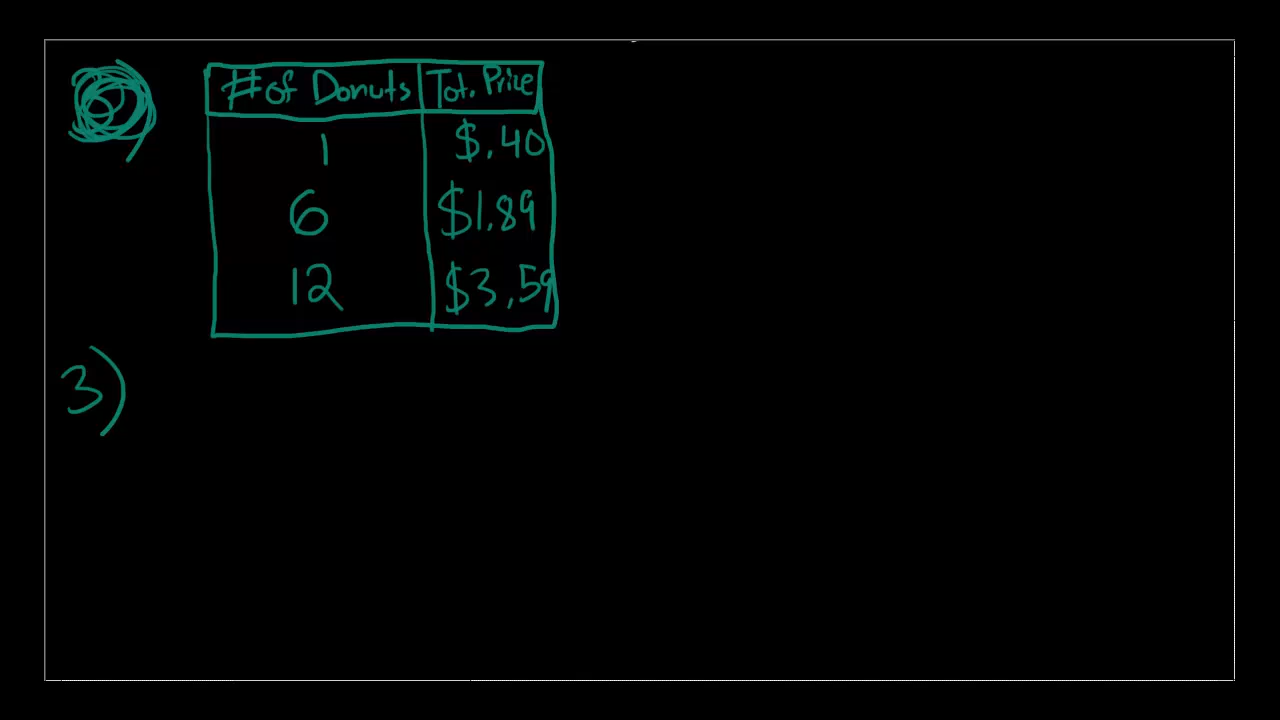 # of Donuts Tot. Price
1 $.40
6 $1.89
12 $3.59
3)